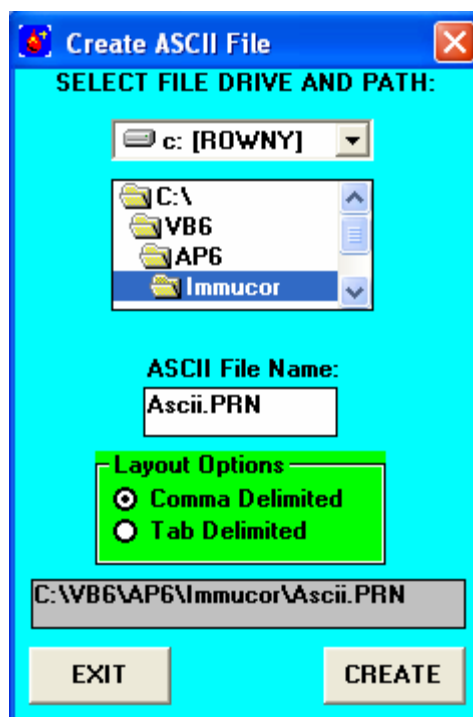 Create ASCII File
SELECT FILE DRIVE AND PATH:
c: [ROWNY]
C:\
VB6
AP6
Immucor
ASCII File Name:
Ascii.PRN
Layout Options
Comma Delimited
Tab Delimited
C:\VB6\AP6\Immucor\Ascii.PRN
EXIT CREATE